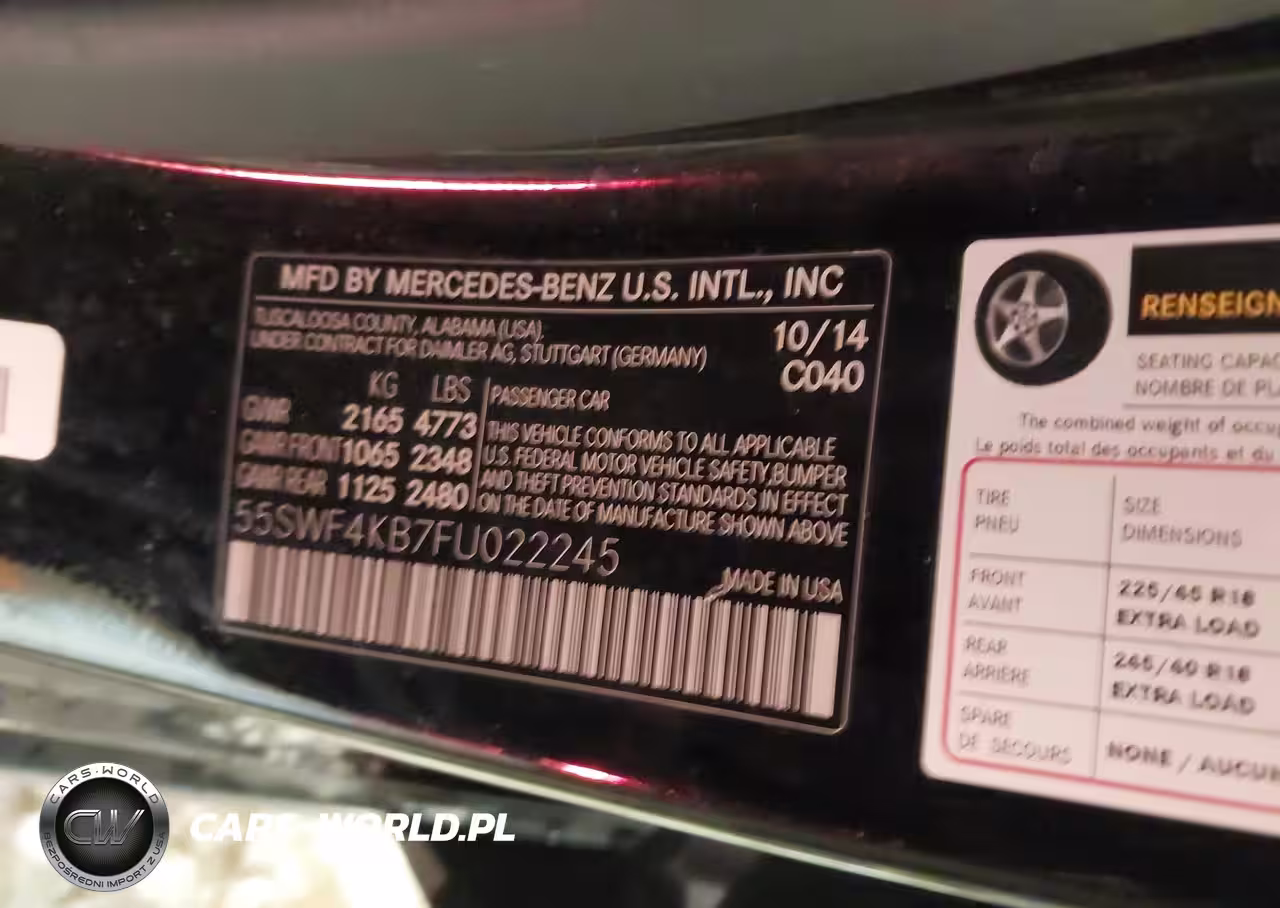 MFD BY MERCEDES-BENZ U.S. INTL., INC
TUSCALOOSA COUNTY, ALABAMA (USA),
UNDER CONTRACT FOR DAIMLER AG, STUTTGART (GERMANY)
10/14
C040
KG LBS
GVWR 2165 4773
GAWR FRONT 1065 2348
GAWR REAR 1125 2480
PASSENGER CAR
THIS VEHICLE CONFORMS TO ALL APPLICABLE
U.S. FEDERAL MOTOR VEHICLE SAFETY,BUMPER
AND THEFT PREVENTION STANDARDS IN EFFECT
ON THE DATE OF MANUFACTURE SHOWN ABOVE
55SWF4KB7FU022245
MADE IN USA
RENSEIGN
SEATING CAPAC
NOMBRE DE PL
The combined weight of occup
Le poids total des occupants et du
TIRE
PNEU
SIZE
DIMENSIONS
FRONT
AVANT
225/45 R18
EXTRA LOAD
REAR
ARRIÈRE
245/40 R18
EXTRA LOAD
SPARE
DE SECOURS
NONE / AUCUN
CARS-WORLD
CW
BEZPOŚREDNI IMPORT Z USA
CARS-WORLD.PL